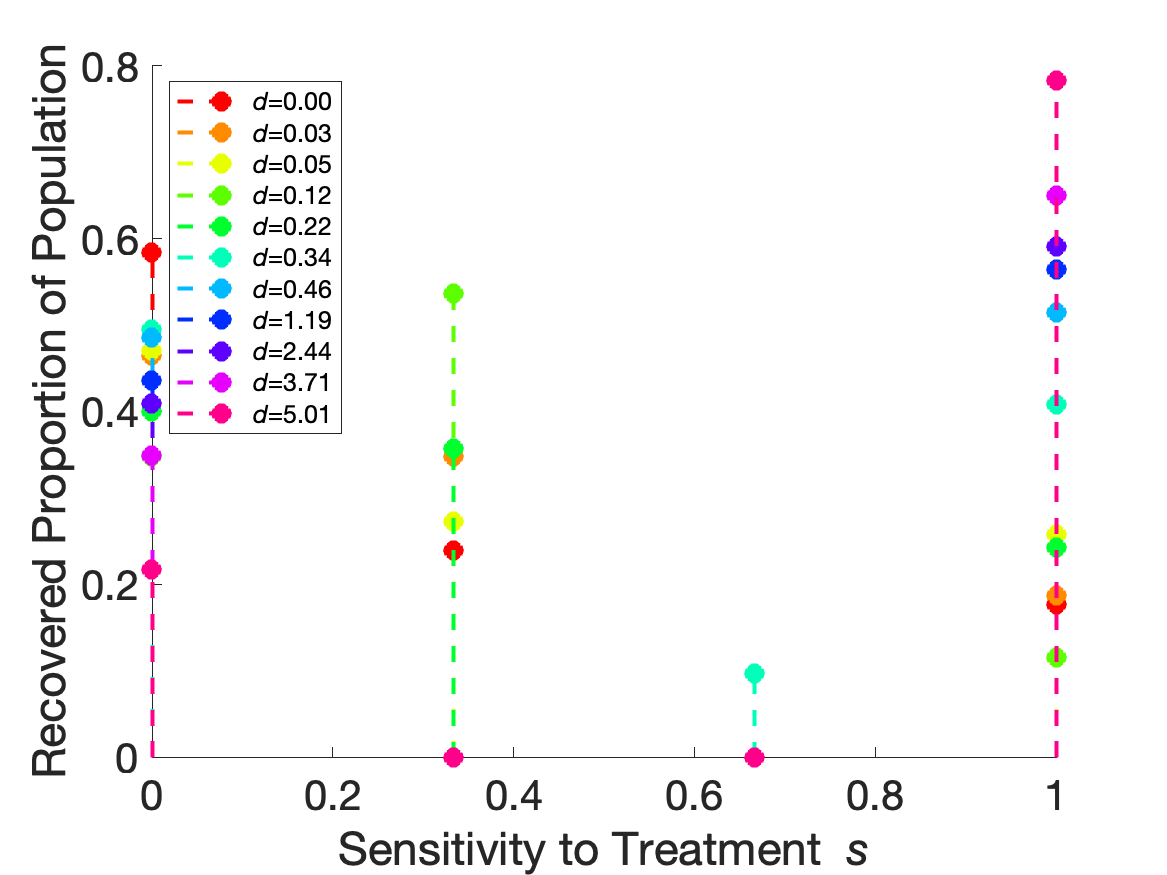 Recovered Proportion of Population
0.8
0.6
0.4
0.2
0
d=0.00
d=0.03
d=0.05
d=0.12
d=0.22
d=0.34
d=0.46
d=1.19
d=2.44
d=3.71
d=5.01
0 0.2 0.4 0.6 0.8 1
Sensitivity to Treatment s